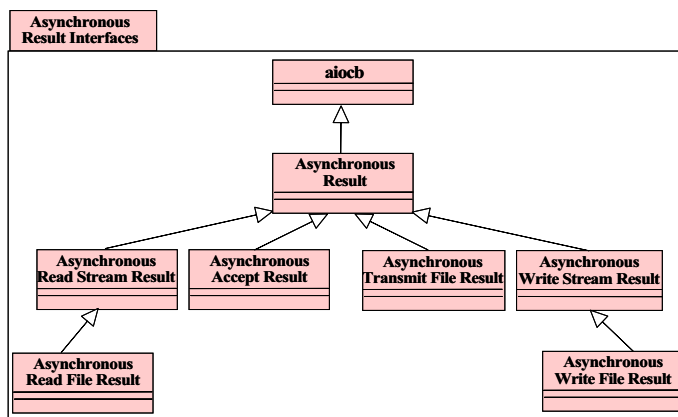 Asynchronous
Result Interfaces
aiocb
Asynchronous
Result
Asynchronous
Read Stream Result
Asynchronous
Accept Result
Asynchronous
Transmit File Result
Asynchronous
Write Stream Result
Asynchronous
Read File Result
Asynchronous
Write File Result